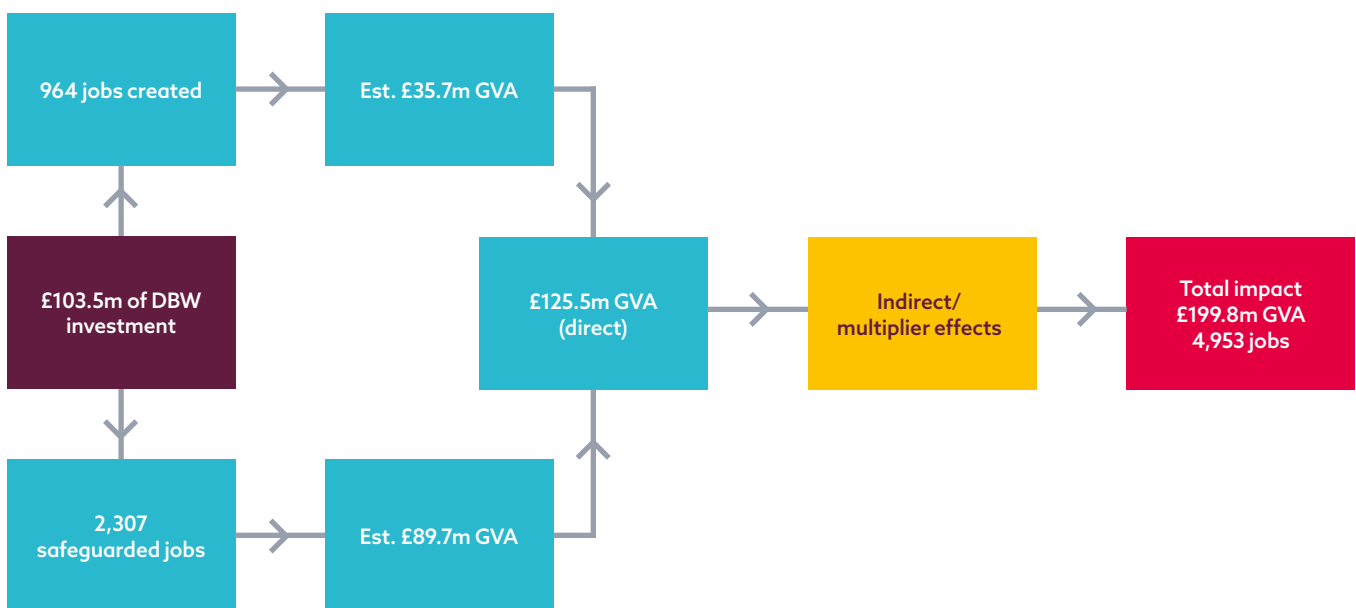 964 jobs created
Est. £35.7m GVA
£103.5m of DBW
investment
£125.5m GVA
(direct)
Indirect/
multiplier effects
Total impact
£199.8m GVA
4,953 jobs
2,307
safeguarded jobs
Est. £89.7m GVA